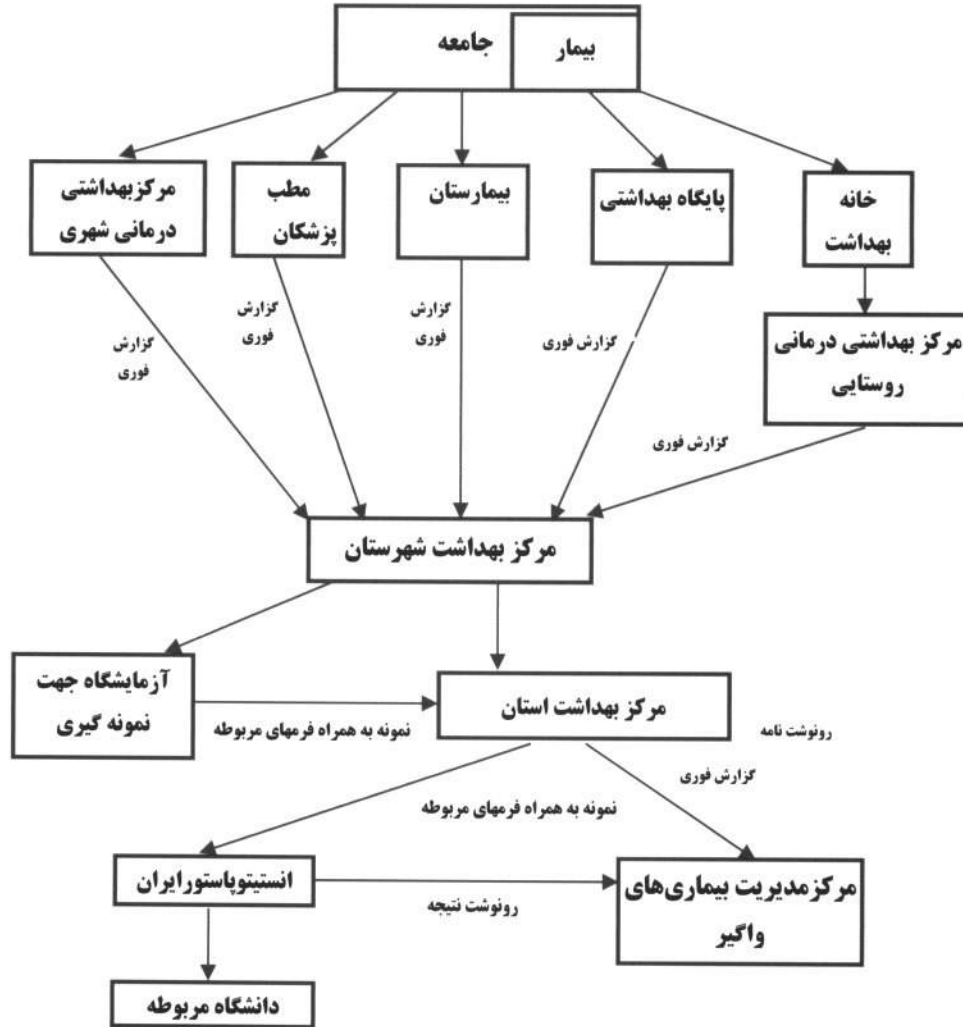 جامعه
بیمار
خانه
بهداشت
پایگاه بهداشتی
بیمارستان
مطب
پزشکان
مرکزبهداشتی
درمانی شهری
مرکز بهداشتی درمانی
روستایی
گزارش فوری
گزارش فوری
گزارش
فوری
گزارش
فوری
گزارش
فوری
مرکز بهداشت شهرستان
آزمایشگاه جهت
نمونه گیری
نمونه به همراه فرمهای مربوطه
مرکز بهداشت استان
رونوشت نامه
گزارش فوری
نمونه به همراه فرمهای مربوطه
مرکزمدیریت بیماری‌های
واگیر
رونوشت نتیجه
انستیتوپاستورایران
دانشگاه مربوطه